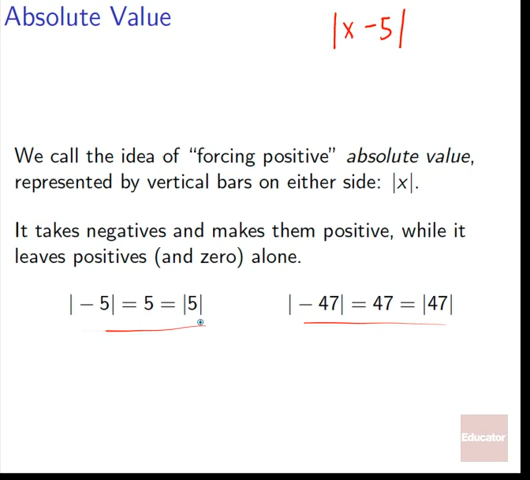 Absolute Value
|x - 5|
We call the idea of “forcing positive” absolute value,
represented by vertical bars on either side: |x|.
It takes negatives and makes them positive, while it
leaves positives (and zero) alone.
| − 5| = 5 = |5|
| − 47| = 47 = |47|
Educator